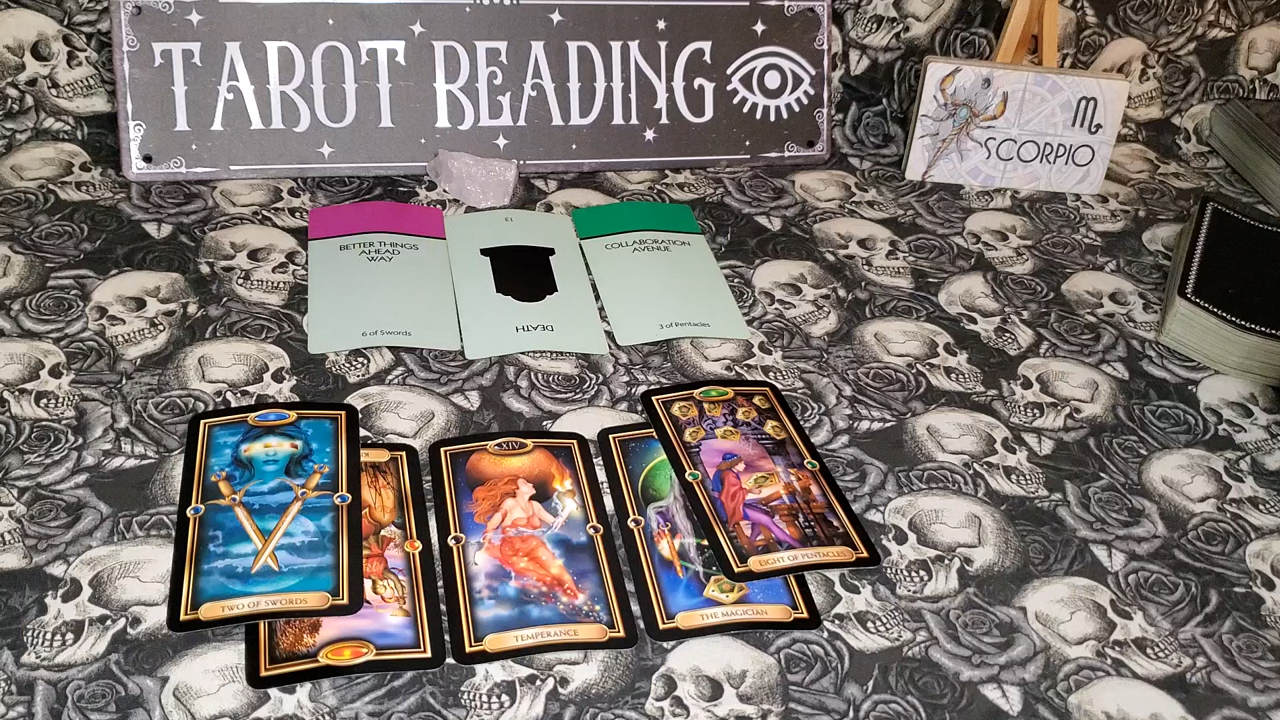 TAROT READING
♏
SCORPIO
BETTER THINGS
AHEAD
WAY
6 of Swords
13
DEATH
COLLABORATION
AVENUE
3 of Pentacles
TWO OF SWORDS
XIV
TEMPERANCE
THE MAGICIAN
EIGHT OF PENTACLES